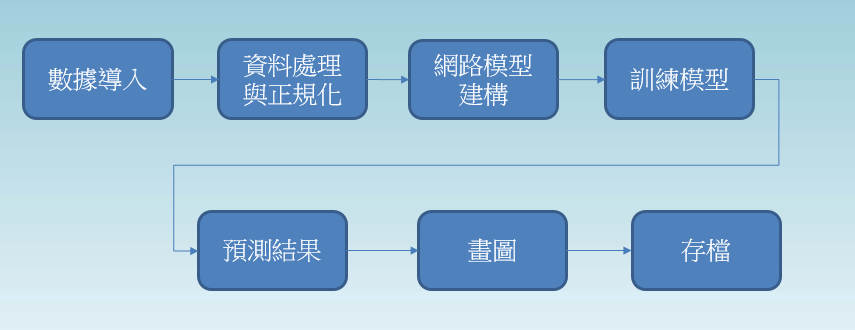 數據導入
資料處理
與正規化
網路模型
建構
訓練模型
預測結果
畫圖
存檔